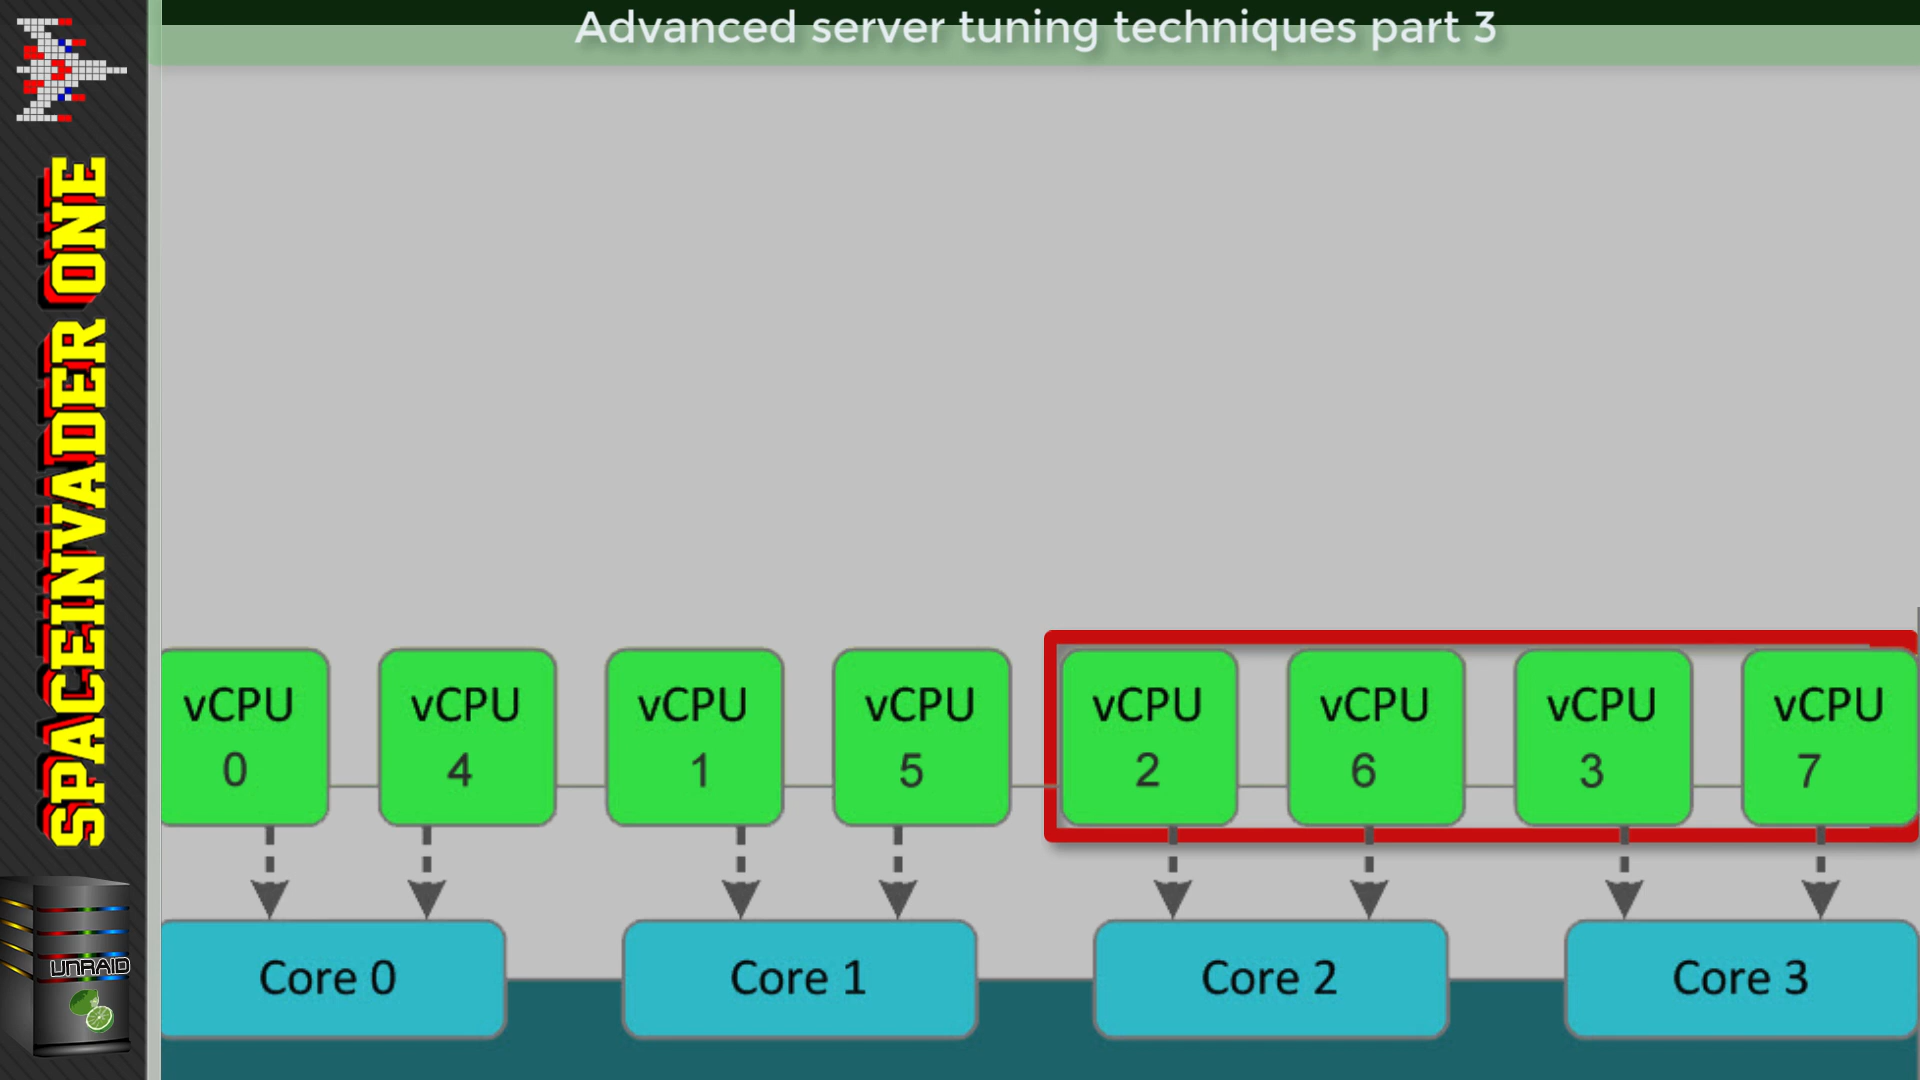 Advanced server tuning techniques part 3
SPACEINVADER ONE
UNRAID
vCPU
0
vCPU
4
vCPU
1
vCPU
5
vCPU
2
vCPU
6
vCPU
3
vCPU
7
Core 0
Core 1
Core 2
Core 3